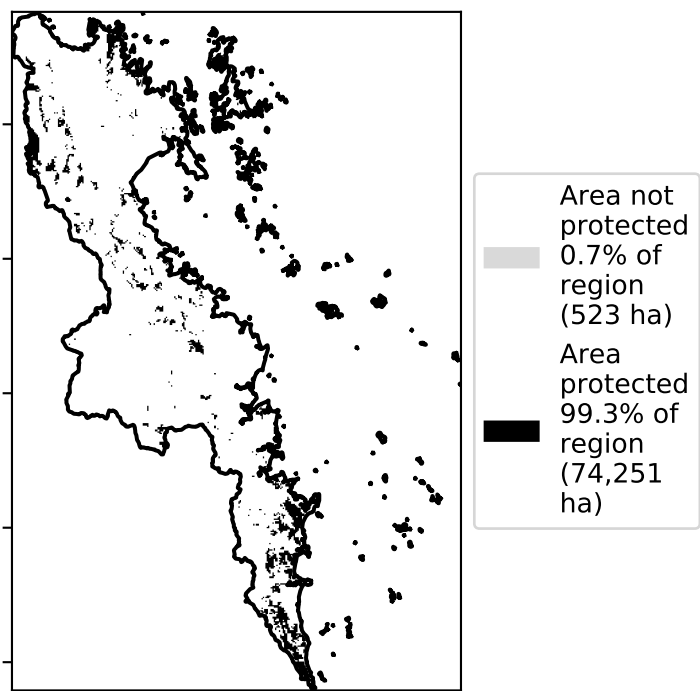 Area not
protected
0.7% of
region
(523 ha)
Area
protected
99.3% of
region
(74,251
ha)